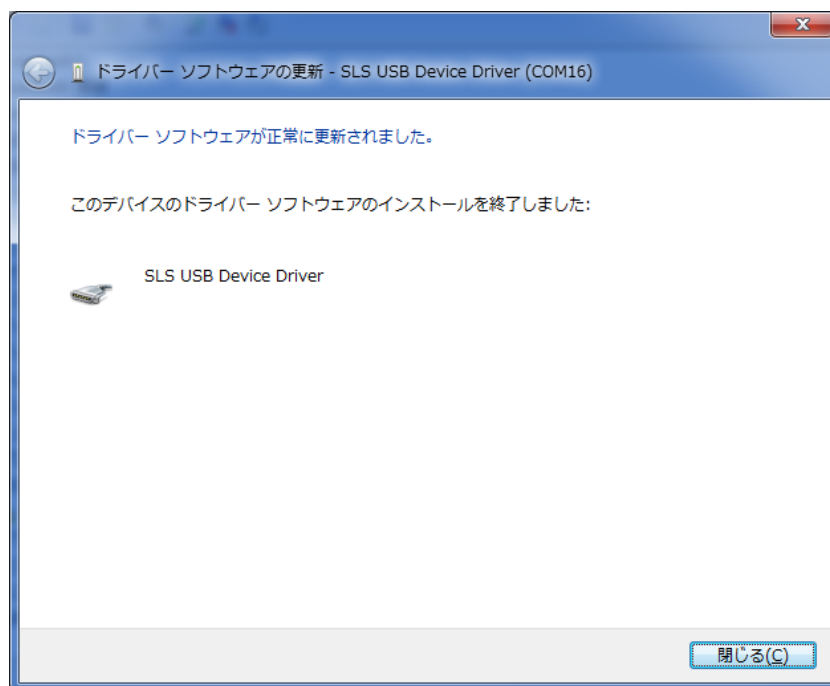 ドライバー ソフトウェアの更新 - SLS USB Device Driver (COM16)
ドライバー ソフトウェアが正常に更新されました。
このデバイスのドライバー ソフトウェアのインストールを終了しました:
SLS USB Device Driver
閉じる(C)